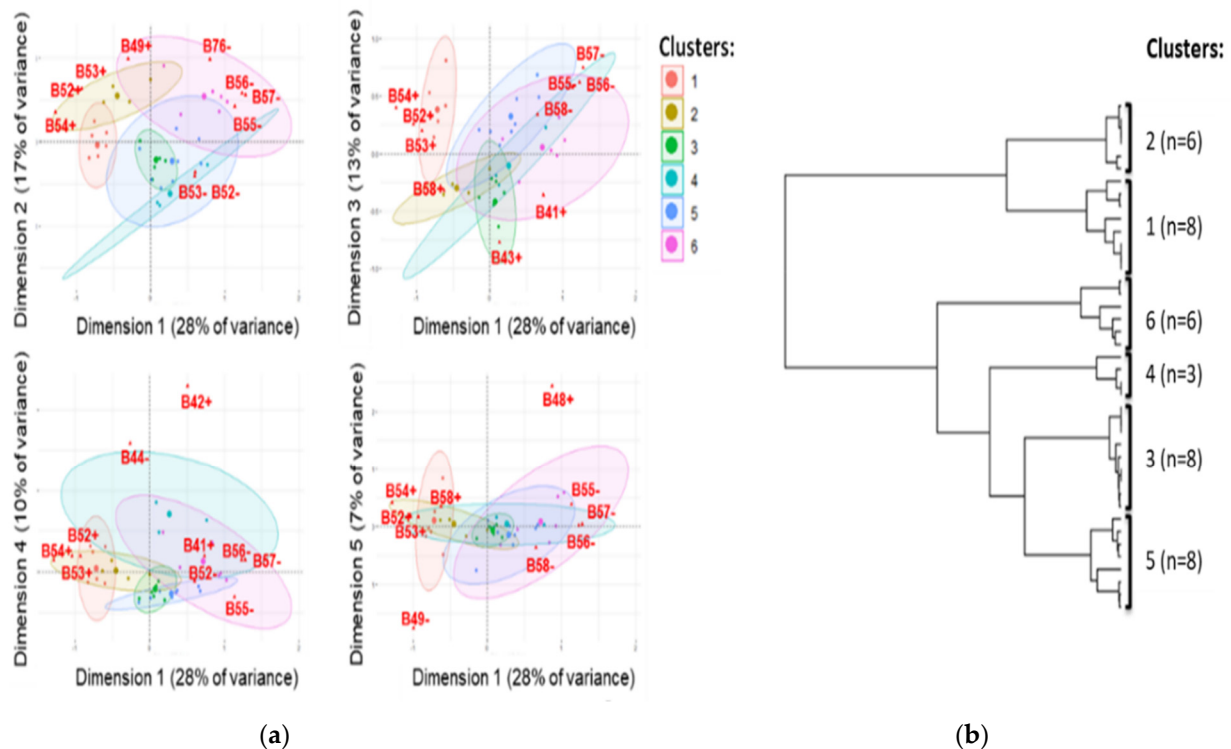 Dimension 2 (17% of variance)
B49+
B76-
B53+
B52+
B56-
B57-
B54+
B55-
B53- B52-
Dimension 1 (28% of variance)
Dimension 3 (13% of variance)
B57-
B55-
B56-
B54+
B52+
B58-
B53+
B58+
B41+
B43+
Dimension 1 (28% of variance)
Clusters:
1
2
3
4
5
6
Dimension 4 (10% of variance)
B42+
B44-
B52+
B54+
B41+
B56-
B57-
B53+
B52-
B55-
Dimension 1 (28% of variance)
Dimension 5 (7% of variance)
B48+
B54+
B58+
B55-
B52+
B57-
B53+
B56-
B58-
B49-
Dimension 1 (28% of variance)
(a)
Clusters:
2 (n=6)
1 (n=8)
6 (n=6)
4 (n=3)
3 (n=8)
5 (n=8)
(b)